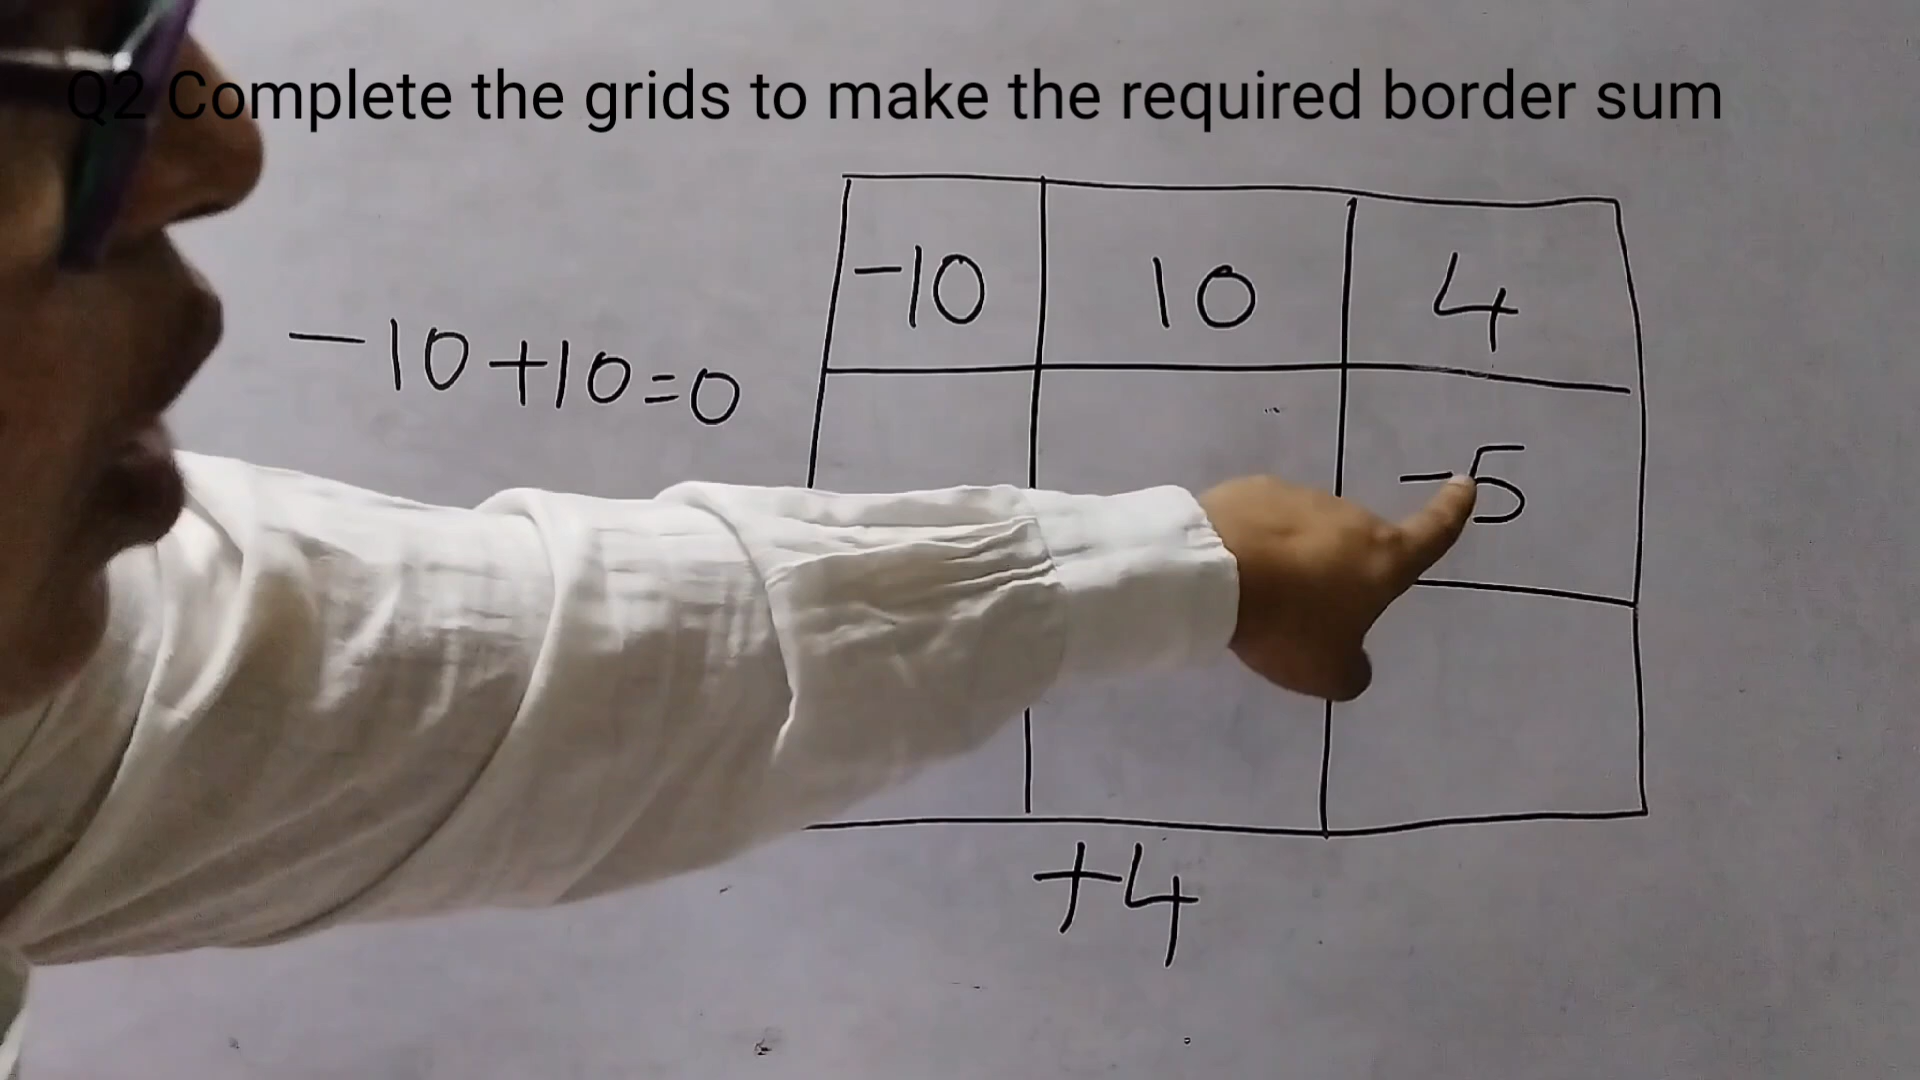 Q2 Complete the grids to make the required border sum
-10 10 4
-10+10=0
-5
+4